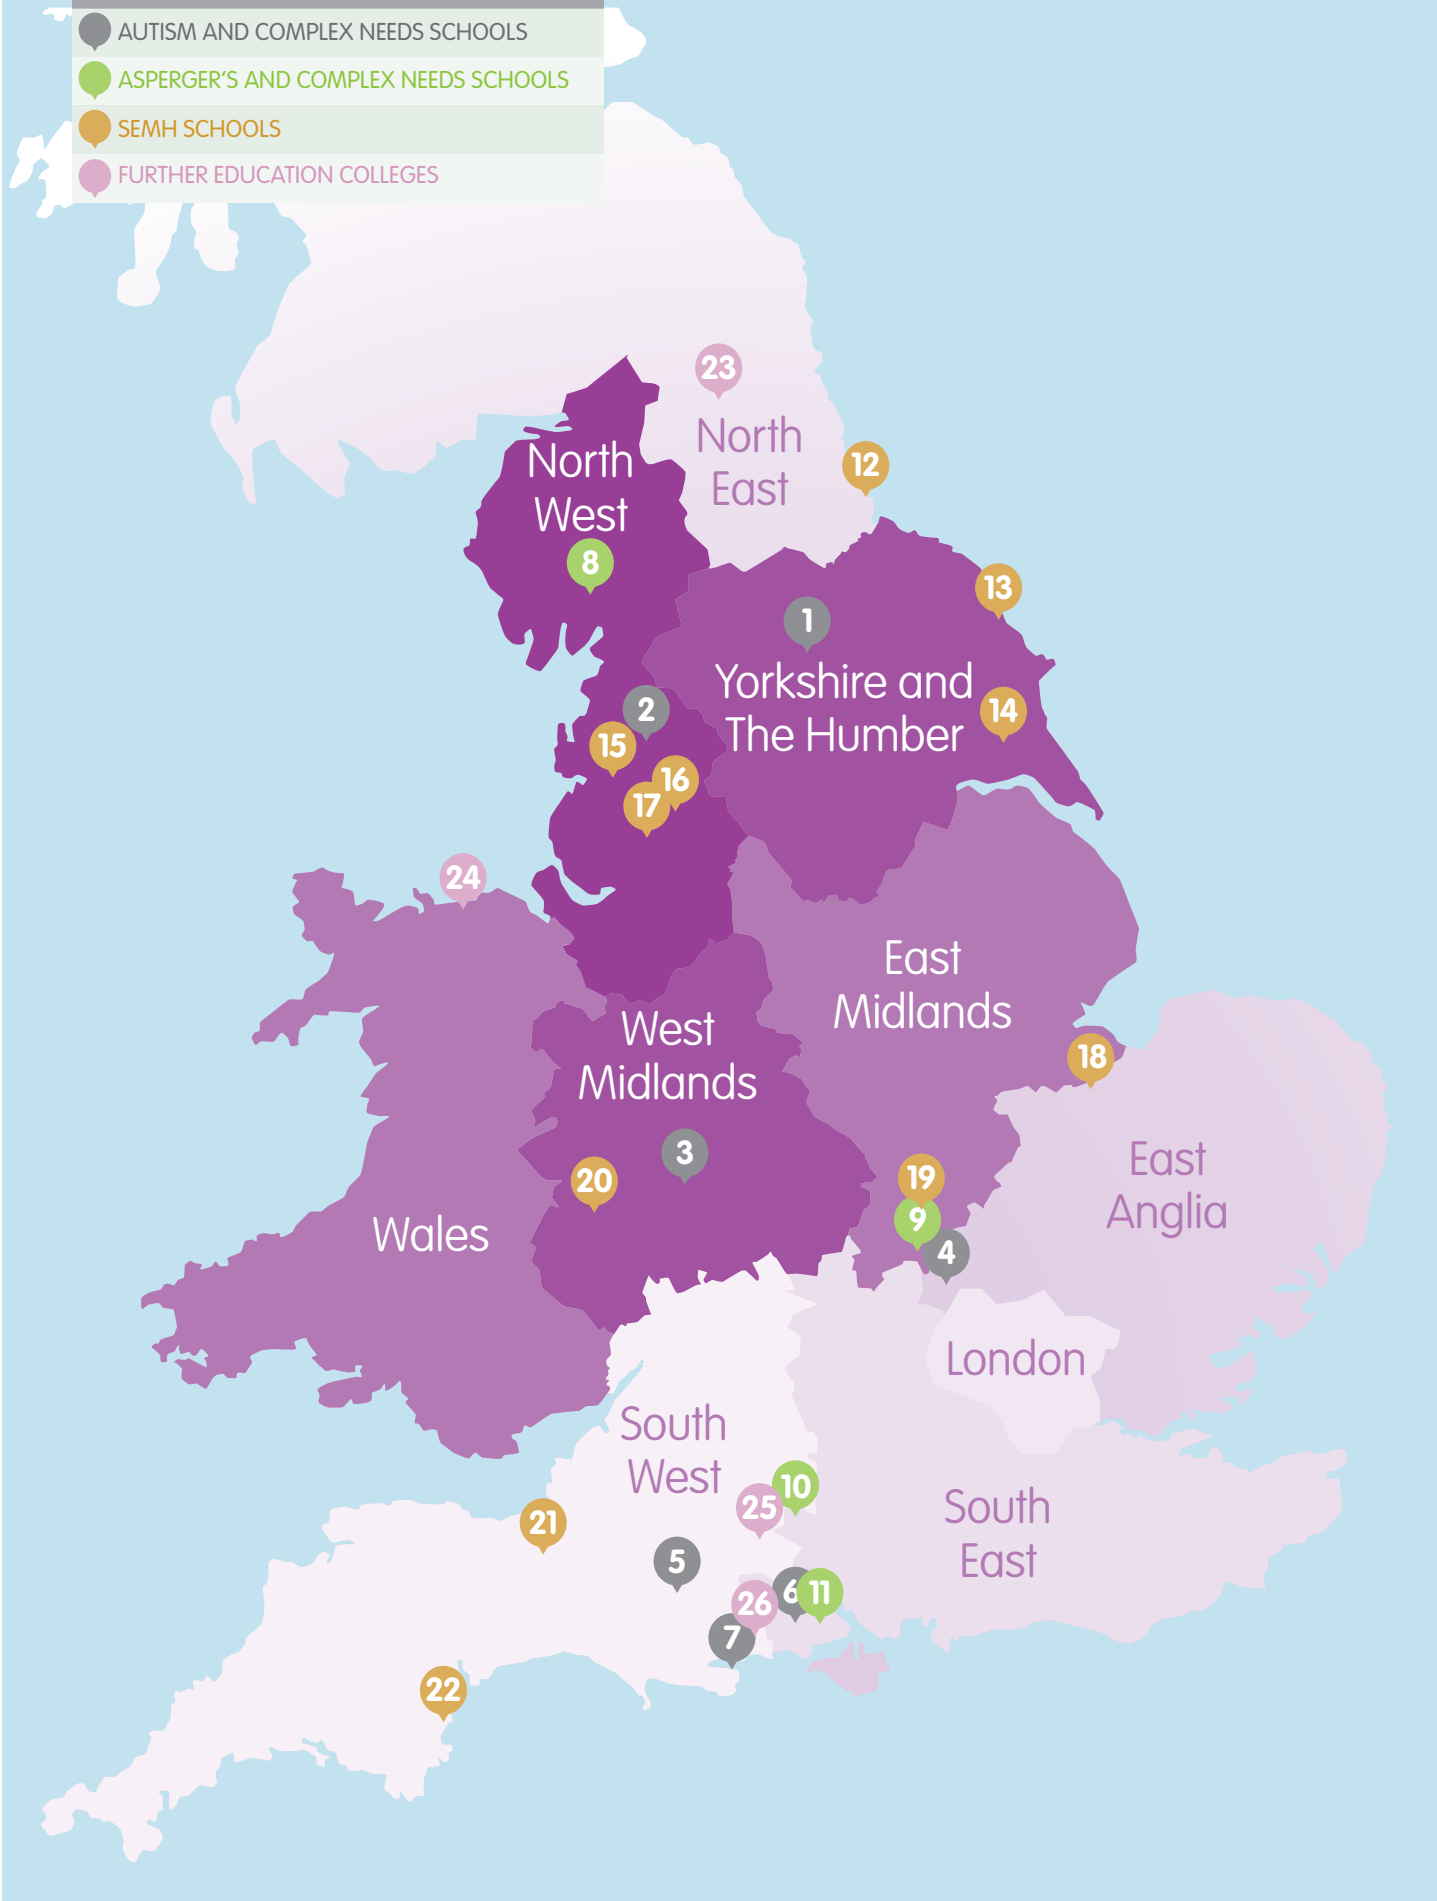 AUTISM AND COMPLEX NEEDS SCHOOLS
ASPERGER'S AND COMPLEX NEEDS SCHOOLS
SEMH SCHOOLS
FURTHER EDUCATION COLLEGES
23
North
East
12
North
West
8
13
1
Yorkshire and
The Humber
14
2
15
16
17
24
East
Midlands
West
Midlands
18
3
20
19
9
4
East
Anglia
Wales
London
South
West
10
25
21
South
East
5
6
11
26
7
22